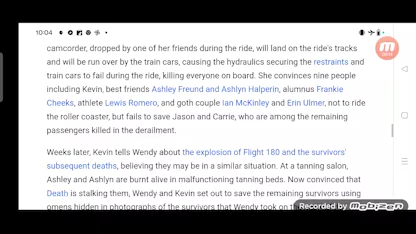 10:04
camcorder, dropped by one of her friends during the ride, will land on the ride's tracks
and will be run over by the train cars, causing the hydraulics securing the restraints and
train cars to fail during the ride, killing everyone on board. She convinces nine people
including Kevin, best friends Ashley Freund and Ashlyn Halperin, alumnus Frankie
Cheeks, athlete Lewis Romero, and goth couple Ian McKinley and Erin Ulmer, not to ride
the roller coaster, but fails to save Jason and Carrie, who are among the remaining
passengers killed in the derailment.
Weeks later, Kevin tells Wendy about the explosion of Flight 180 and the survivors'
subsequent deaths, believing they may be in a similar situation. At a tanning salon,
Ashley and Ashlyn are burnt alive in malfunctioning tanning beds. Now convinced that
Death is stalking them, Wendy and Kevin set out to save the remaining survivors using
omens hidden in photographs of the survivors that Wendy took on the
Recorded by mobizen